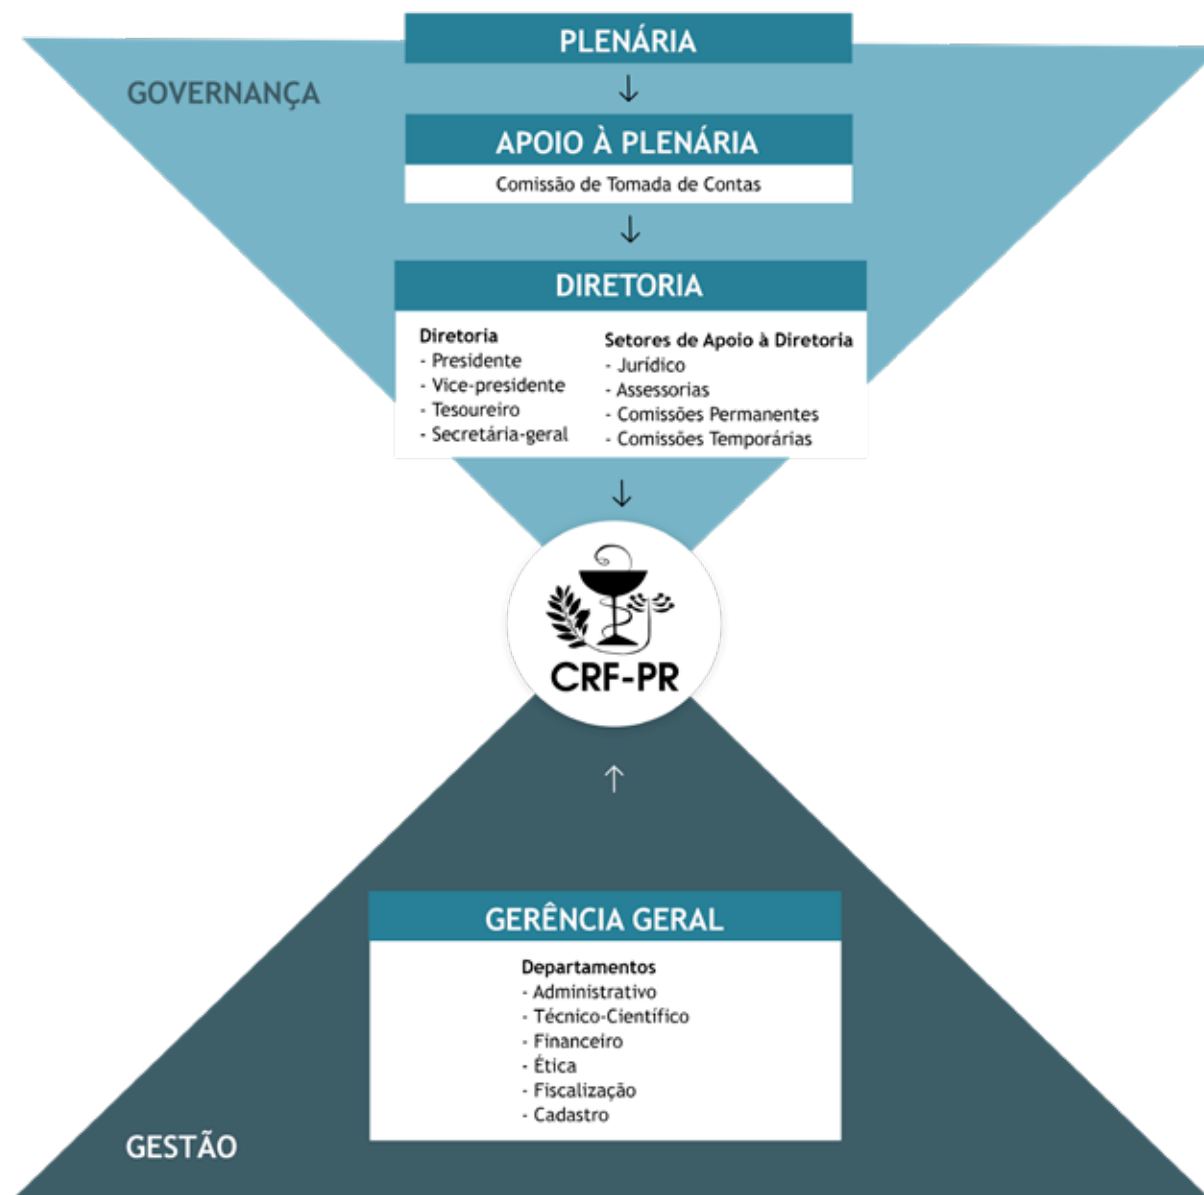 PLENÁRIA
GOVERNANÇA
APOIO À PLENÁRIA
Comissão de Tomada de Contas
DIRETORIA
Diretoria
- Presidente
- Vice-presidente
- Tesoureiro
- Secretária-geral
Setores de Apoio à Diretoria
- Jurídico
- Assessorias
- Comissões Permanentes
- Comissões Temporárias
CRF-PR
GERÊNCIA GERAL
Departamentos
- Administrativo
- Técnico-Científico
- Financeiro
- Ética
- Fiscalização
- Cadastro
GESTÃO